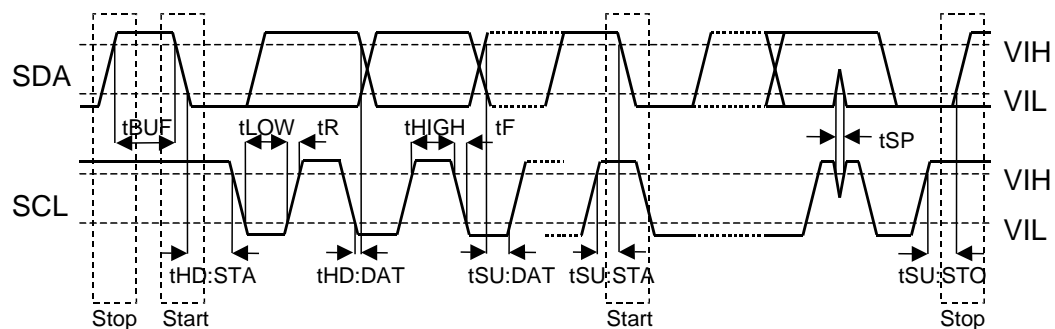 SDA
VIH
VIL
tBUF
tLOW
tR
tHIGH
tF
tSP
SCL
VIH
VIL
tHD:STA
tHD:DAT
tSU:DAT
tSU:STA
tSU:STO
Stop
Start
Start
Stop